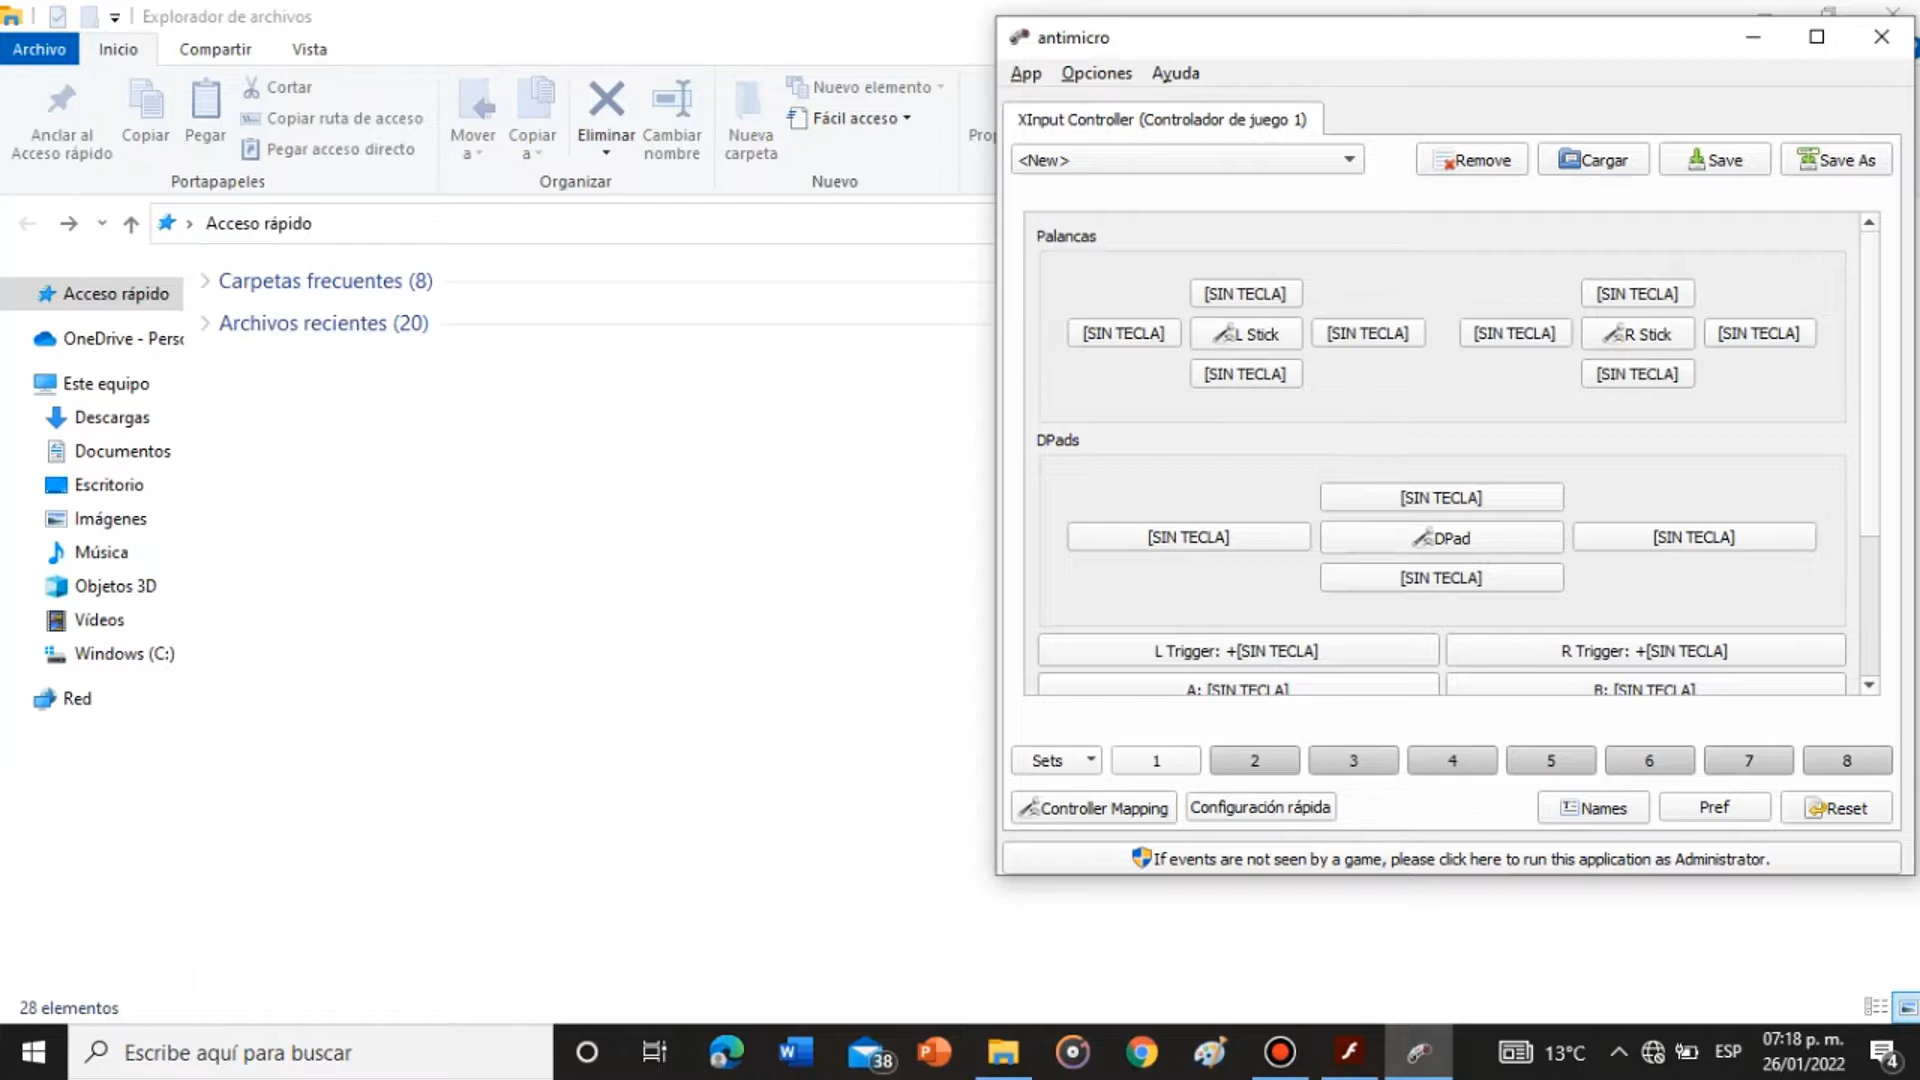 Explorador de archivos
Archivo Inicio Compartir Vista
Anclar al
Acceso rápido
Copiar
Pegar
Cortar
Copiar ruta de acceso
Pegar acceso directo
Portapapeles
Mover
a
Copiar
a
Eliminar
Cambiar
nombre
Organizar
Nueva
carpeta
Nuevo elemento
Fácil acceso
Nuevo
Acceso rápido
Acceso rápido
OneDrive - Perso
Este equipo
Descargas
Documentos
Escritorio
Imágenes
Música
Objetos 3D
Vídeos
Windows (C:)
Red
Carpetas frecuentes (8)
Archivos recientes (20)
28 elementos
antimicro
App Opciones Ayuda
XInput Controller (Controlador de juego 1)
<New> Remove Cargar Save Save As
Palancas
[SIN TECLA] [SIN TECLA]
[SIN TECLA] L Stick [SIN TECLA] [SIN TECLA] R Stick [SIN TECLA]
[SIN TECLA] [SIN TECLA]
DPads
[SIN TECLA]
[SIN TECLA] DPad [SIN TECLA]
[SIN TECLA]
L Trigger: +[SIN TECLA] R Trigger: +[SIN TECLA]
A: [SIN TECLA] B: [SIN TECLA]
Sets 1 2 3 4 5 6 7 8
Controller Mapping Configuración rápida Names Pref Reset
If events are not seen by a game, please click here to run this application as Administrator.
Escribe aquí para buscar
38
13°C
ESP
07:18 p. m.
26/01/2022
4